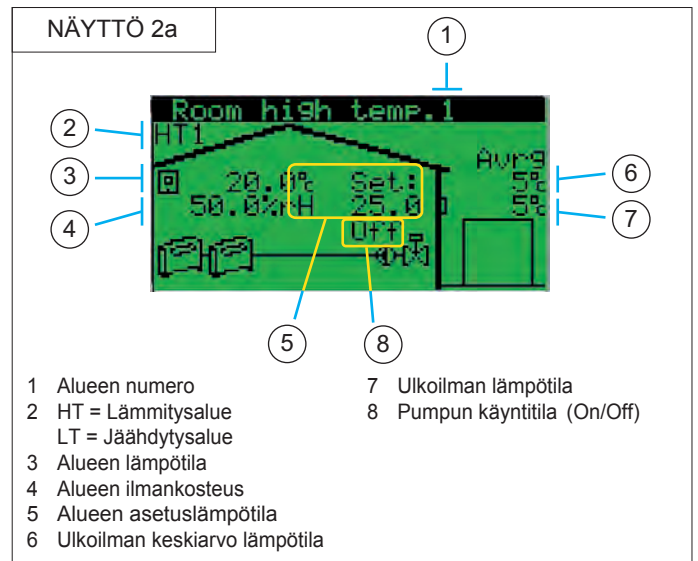 NÄYTTÖ 2a
1
Room high temp.1
2
HT1
Avrg
3
20.0°c
Set:
5°c
6
4
50.0%rH
25.0
5°c
7
Off
5
8
1 Alueen numero
2 HT = Lämmitysalue
LT = Jäähdytysalue
3 Alueen lämpötila
4 Alueen ilmankosteus
5 Alueen asetuslämpötila
6 Ulkoilman keskiarvo lämpötila
7 Ulkoilman lämpötila
8 Pumpun käyntitila (On/Off)